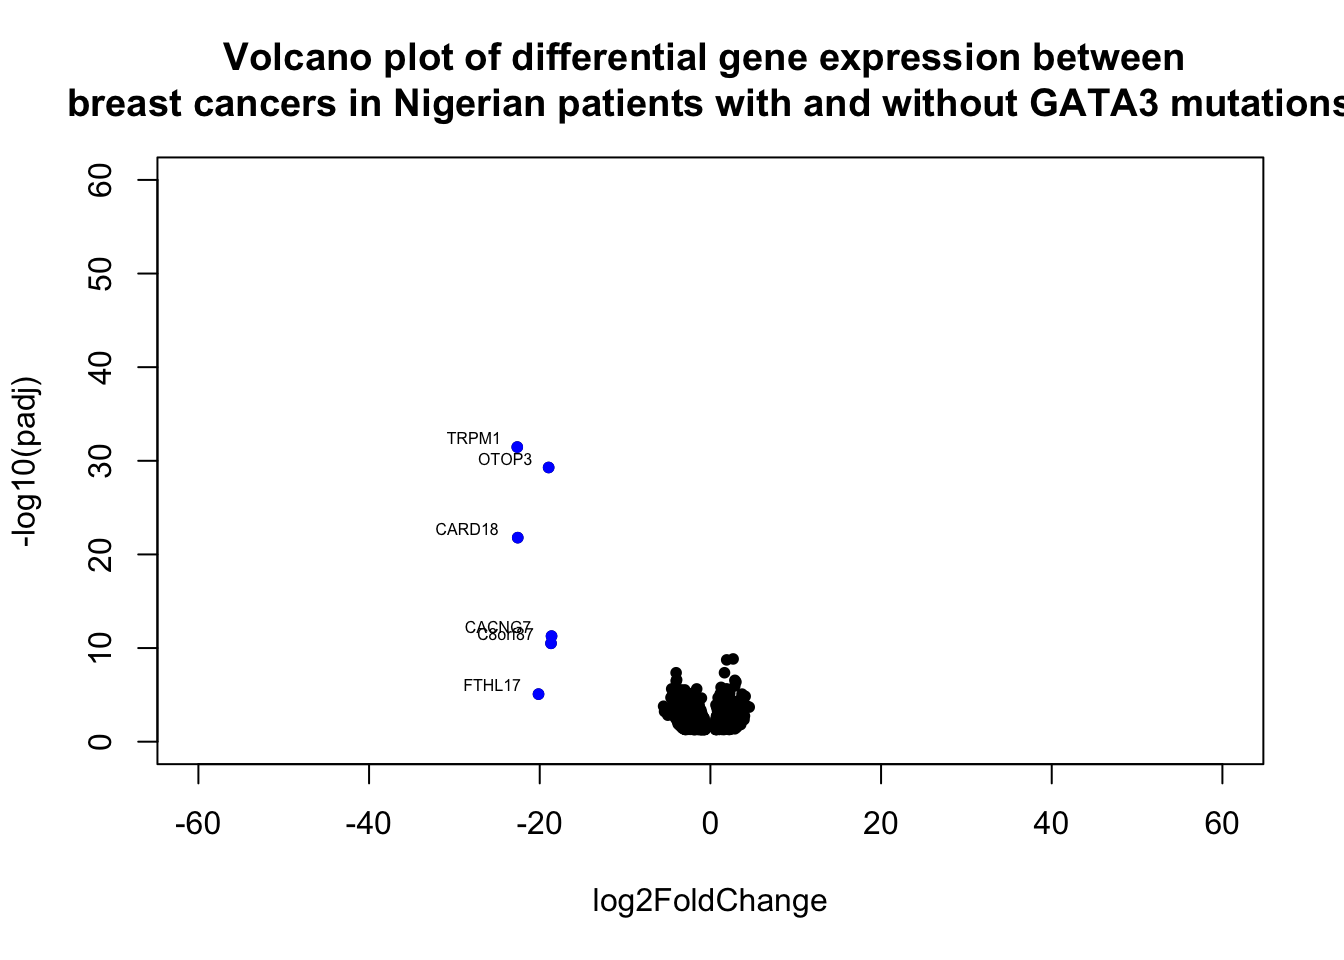 Volcano plot of differential gene expression between
breast cancers in Nigerian patients with and without GATA3 mutations
-log10(padj)
60
50
40
30
20
10
0
TRPM1
OTOP3
CARD18
CACNG7
FTHL17
-60
-40
-20
0
20
40
60
log2FoldChange